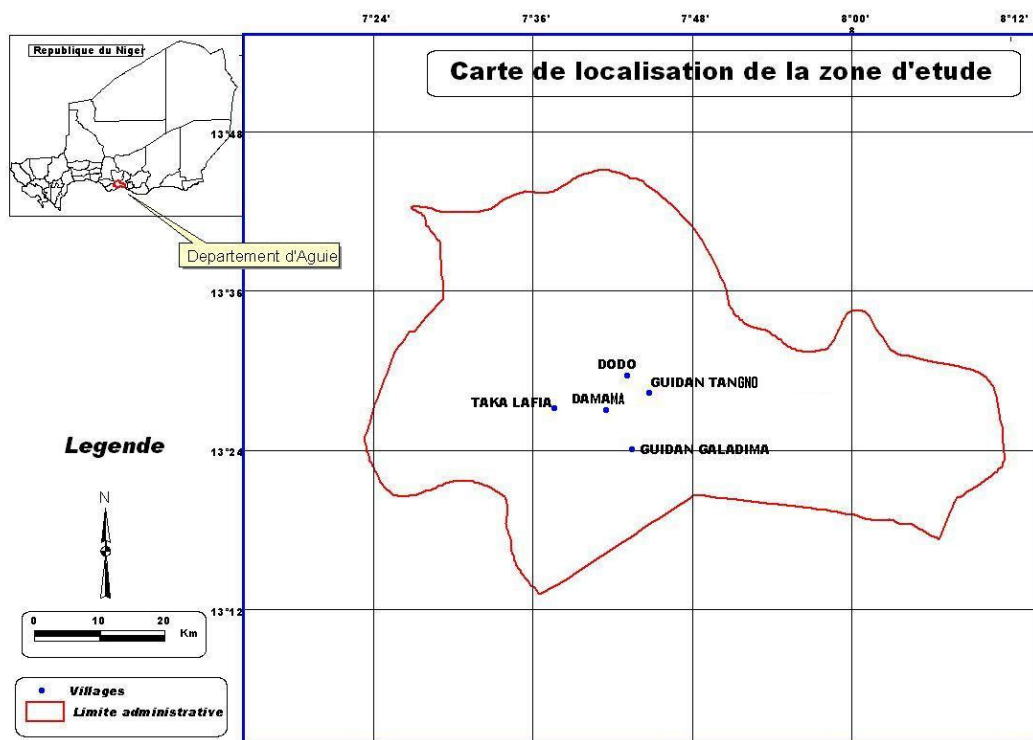 7°24' 7°36' 7°48' 8°00' 8°12'
8
Republique du Niger
Carte de localisation de la zone d'etude
13°48'
Departement d'Aguie
13°36'
DODO
GUIDAN TANGNO
TAKA LAFIA
DAMAMA
Legende
13°24'
GUIDAN GALADIMA
N
13°12'
0 10 20
Km
Villages
Limite administrative